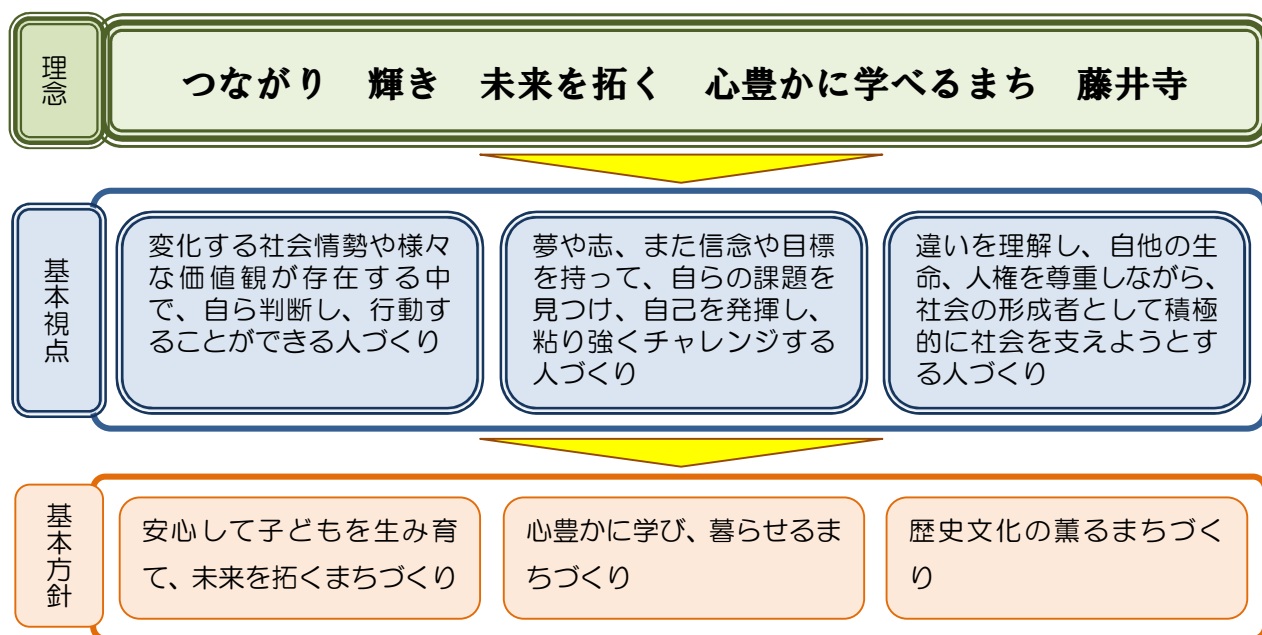 理念
つながり　輝き　未来を拓く　心豊かに学べるまち　藤井寺
基本視点
変化する社会情勢や様々
な価値観が存在する中
で、自ら判断し、行動す
ることができる人づくり
夢や志、また信念や目標
を持って、自らの課題を
見つけ、自己を発揮し、
粘り強くチャレンジする
人づくり
違いを理解し、自他の生
命、人権を尊重しながら、
社会の形成者として積極
的に社会を支えようとす
る人づくり
基本方針
安心して子どもを生み育
て、未来を拓くまちづくり
心豊かに学び、暮らせるま
ちづくり
歴史文化の薫るまちづく
り